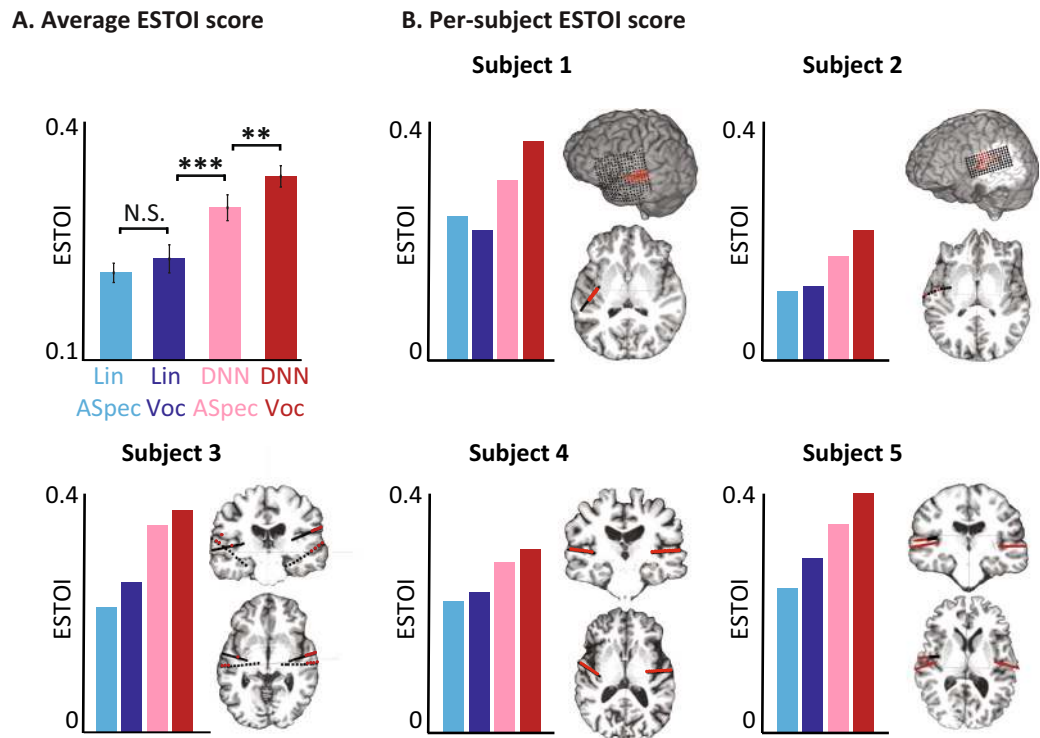 A. Average ESTOI score
B. Per-subject ESTOI score
Subject 1
Subject 2
0.4
ESTOI
0.1
N.S.
***
**
Lin
ASpec
Lin
Voc
DNN
ASpec
DNN
Voc
0.4
ESTOI
0
0.4
ESTOI
0
Subject 3
Subject 4
Subject 5
0.4
ESTOI
0
0.4
ESTOI
0
0.4
ESTOI
0